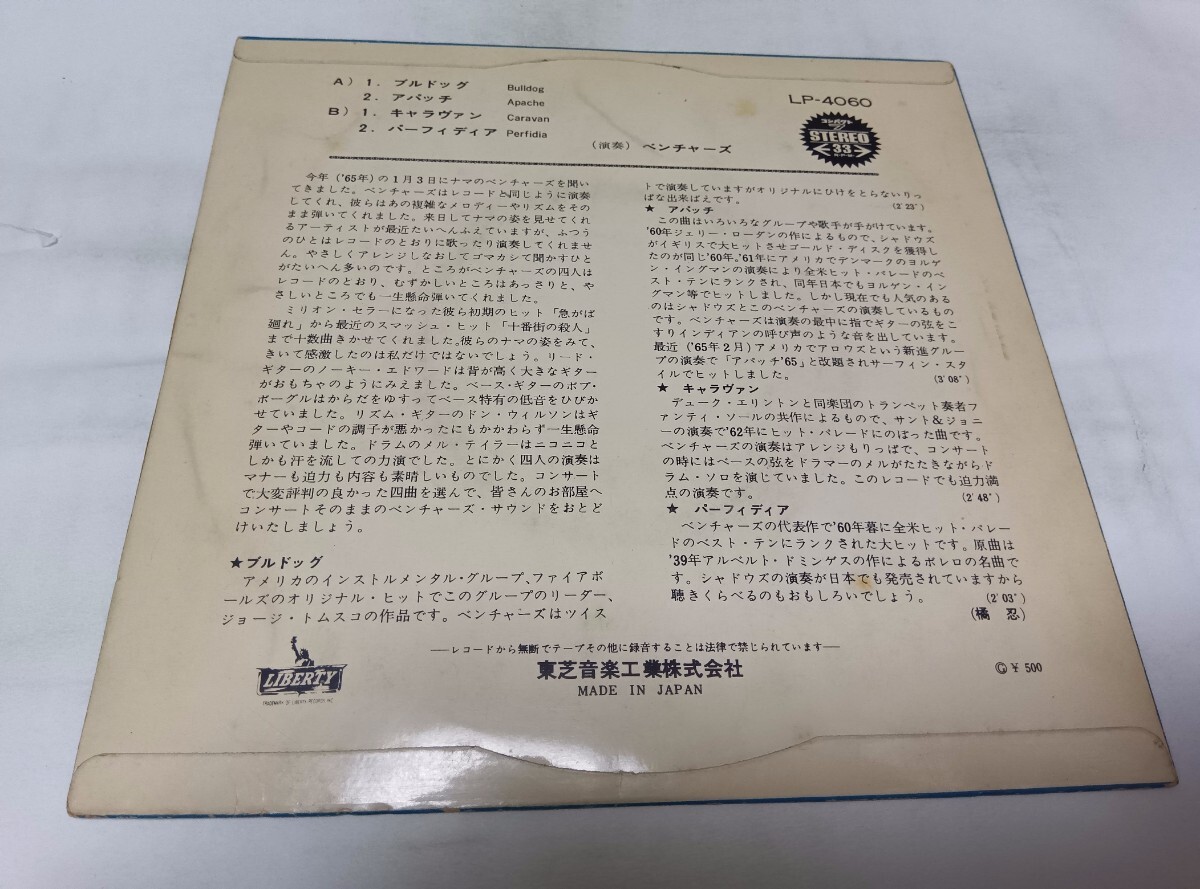 A) 1. ブルドッグ Bulldog
2. アパッチ Apache
B) 1. キャラヴァン Caravan
2. パーフィディア Perfidia
(演奏) ベンチャーズ
LP-4060
コンパクト
STEREO
33
R・P・M
今年('65年)の1月3日にナマのベンチャーズを聞い
てきました。ベンチャーズはレコードと同じように演奏
してくれ、彼らはあの複雑なメロディーやリズムをその
まま弾いてくれました。来日してナマの姿を見せてくれ
るアーティストが最近たいへんふえていますが、ふつう
のひとはレコードのとおりに歌ったり演奏してくれませ
ん。やさしくアレンジしなおしてゴマカシて聞かすひと
がたいへん多いのです。ところがベンチャーズの四人は
レコードのとおり、むずかしいところはあっさりと、や
さしいところでも一生懸命弾いてくれました。
ミリオン・セラーになった彼ら初期のヒット「急がば
廻れ」から最近のスマッシュ・ヒット「十番街の殺人」
まで十数曲きかせてくれました。彼らのナマの姿をみて、
きいて感激したのは私だけではないでしょう。リード・
ギターのノーキー・エドワードは背が高く大きなギター
がおもちゃのようにみえました。ベース・ギターのボブ・
ボーグルはからだをゆすってベース特有の低音をひびか
せていました。リズム・ギターのドン・ウィルソンはギ
ターやコードの調子が悪かったにもかかわらず一生懸命
弾いていました。ドラムのメル・テイラーはニコニコと
しかも汗を流しての力演でした。とにかく四人の演奏は
マナーも迫力も内容も素晴しいものでした。コンサート
で大変評判の良かった四曲を選んで、皆さんのお部屋へ
コンサートそのままのベンチャーズ・サウンドをおとど
けいたしましょう。
★ブルドッグ
アメリカのインストルメンタル・グループ、ファイアボ
ールズのオリジナル・ヒットでこのグループのリーダー、
ジョージ・トムスコの作品です。ベンチャーズはツイス
トで演奏していますがオリジナルにひけをとらないりっ
ぱな出来ばえです。 (2'23")
★ アパッチ
この曲はいろいろなグループや歌手が手がけています。
'60年ジェリー・ローダンの作によるもので、シャドウズ
がイギリスで大ヒットさせゴールド・ディスクを獲得し
たのが同じ'60年。'61年にアメリカでデンマークのヨルゲ
ン・イングマンの演奏により全米ヒット・パレードのベ
スト・テンにランクされ、同年日本でもヨルゲン・イン
グマン等でヒットしました。しかし現在でも人気のある
のはシャドウズとこのベンチャーズの演奏しているもの
です。ベンチャーズは演奏の最中に指でギターの弦をこ
すりインディアンの呼び声のような音を出しています。
最近('65年2月)アメリカでアロウズという新進グルー
プの演奏で「アパッチ'65」と改題されサーフィン・スタ
イルでヒットしました。 (3'08")
★ キャラヴァン
デューク・エリントンと同楽団のトランペット奏者フ
ァンティ・ソールの共作によるもので、サント&ジョニ
ーの演奏で'62年にヒット・パレードにのぼった曲です。
ベンチャーズの演奏はアレンジもりっぱで、コンサート
の時にはベースの弦をドラマーのメルがたたきながらド
ラム・ソロを演じていました。このレコードでも迫力満
点の演奏です。 (2'48")
★ パーフィディア
ベンチャーズの代表作で'60年暮に全米ヒット・パレー
ドのベスト・テンにランクされた大ヒットです。原曲は
'39年アルベルト・ドミンゲスの作によるボレロの名曲で
す。シャドウズの演奏が日本でも発売されていますから
聴きくらべるのもおもしろいでしょう。 (2'03")
(橘 忍)
——レコードから無断でテープその他に録音することは法律で禁じられています——
東芝音楽工業株式会社
MADE IN JAPAN
LIBERTY
TRADEMARK OF LIBERTY RECORDS INC
Ⓖ ¥ 500